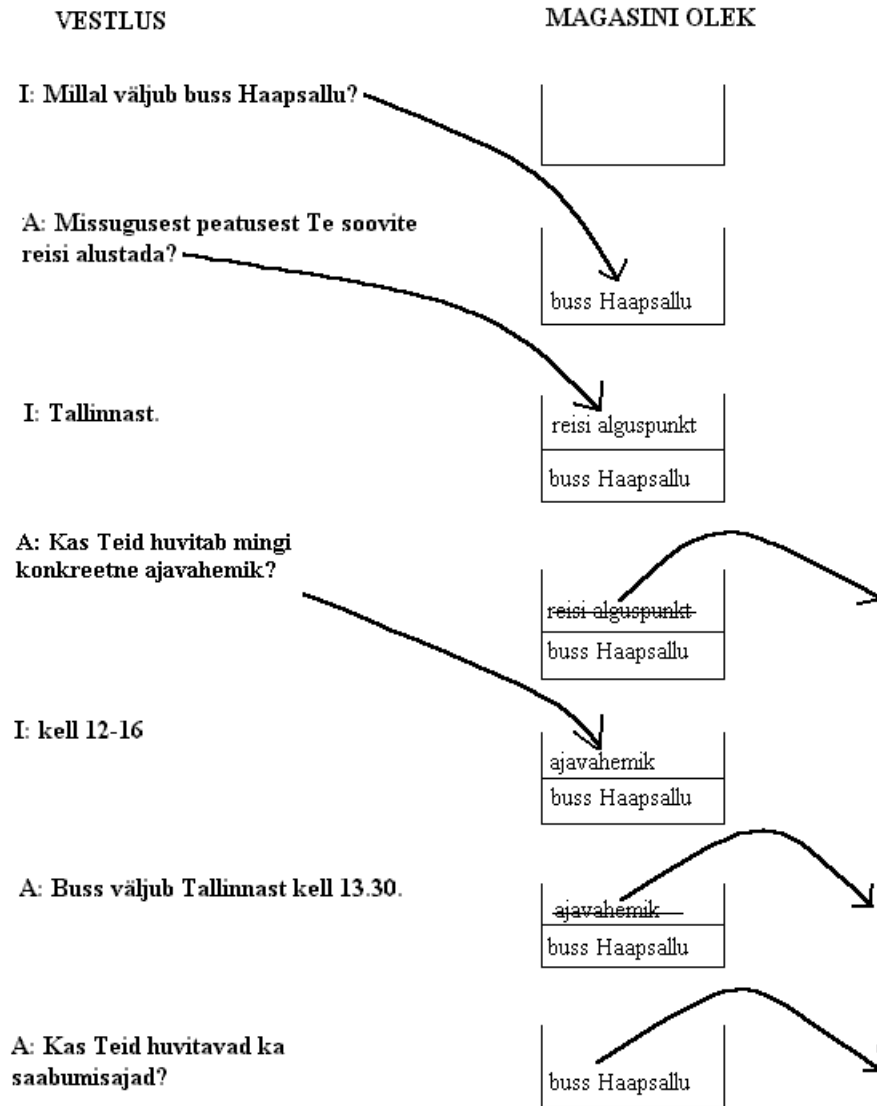 VESTLUS
MAGASINI OLEK
I: Millal väljub buss Haapsallu?
A: Missugusest peatusest Te soovite
reisi alustada?
buss Haapsallu
I: Tallinnast.
reisi alguspunkt
buss Haapsallu
A: Kas Teid huvitab mingi
konkreetne ajavahemik?
reisi alguspunkt
buss Haapsallu
I: kell 12-16
ajavahemik
buss Haapsallu
A: Buss väljub Tallinnast kell 13.30.
ajavahemik
buss Haapsallu
A: Kas Teid huvitavad ka
saabumisajad?
buss Haapsallu